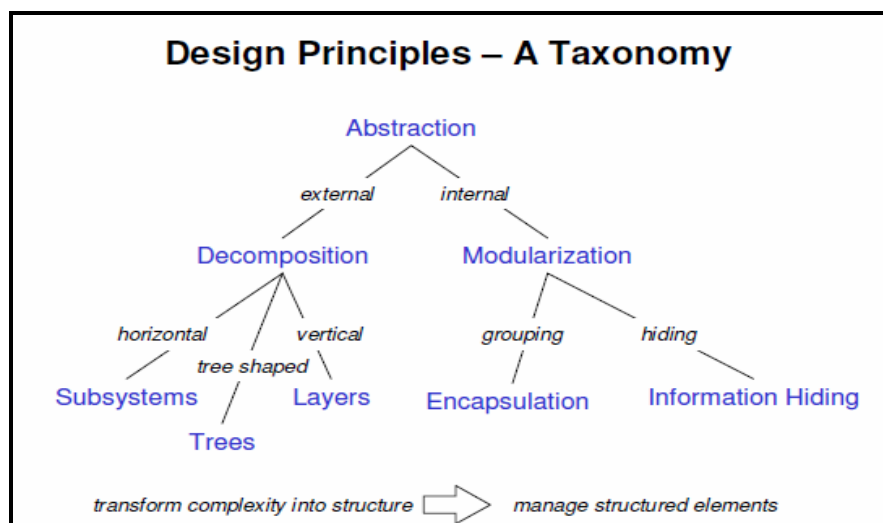 Design Principles – A Taxonomy
Abstraction
external internal
Decomposition Modularization
horizontal vertical grouping hiding
tree shaped
Subsystems Layers Encapsulation Information Hiding
Trees
transform complexity into structure manage structured elements